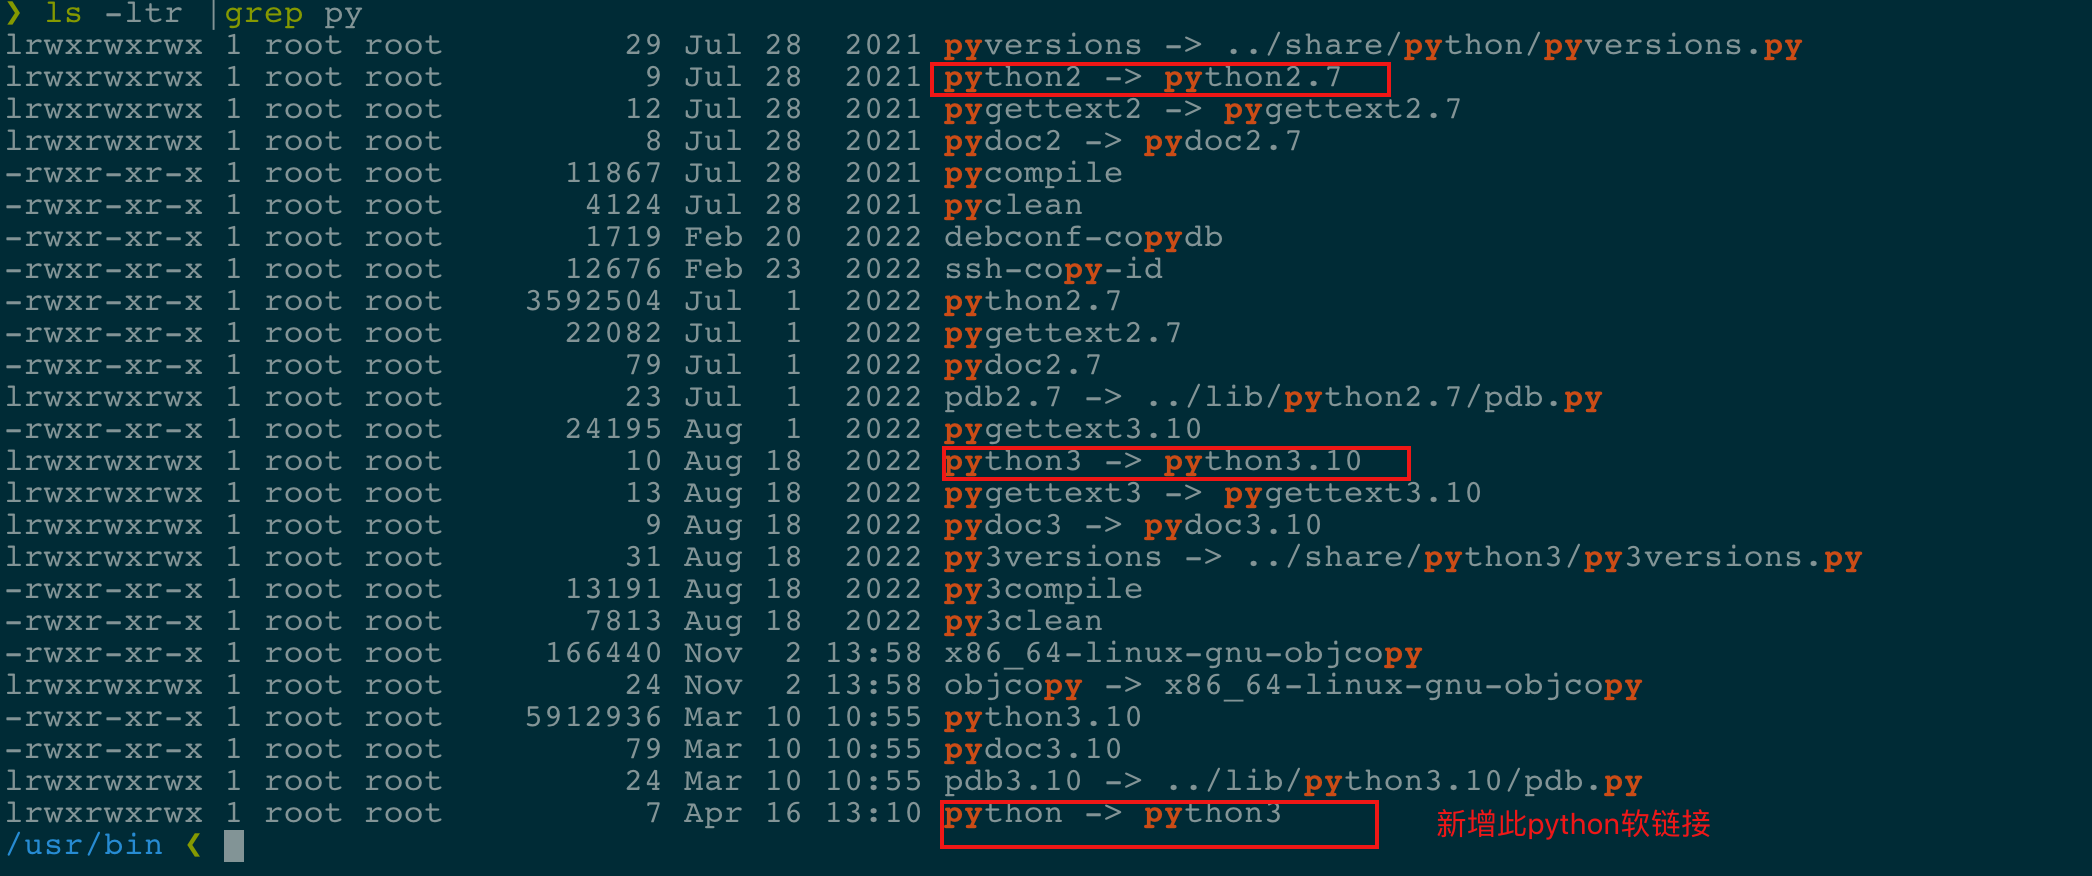 ❯ ls -ltr |grep py
lrwxrwxrwx 1 root root 29 Jul 28 2021 pyversions -> ../share/python/pyversions.py
lrwxrwxrwx 1 root root 9 Jul 28 2021 python2 -> python2.7
lrwxrwxrwx 1 root root 12 Jul 28 2021 pygettext2 -> pygettext2.7
lrwxrwxrwx 1 root root 8 Jul 28 2021 pydoc2 -> pydoc2.7
-rwxr-xr-x 1 root root 11867 Jul 28 2021 pycompile
-rwxr-xr-x 1 root root 4124 Jul 28 2021 pyclean
-rwxr-xr-x 1 root root 1719 Feb 20 2022 debconf-copydb
-rwxr-xr-x 1 root root 12676 Feb 23 2022 ssh-copy-id
-rwxr-xr-x 1 root root 3592504 Jul 1 2022 python2.7
-rwxr-xr-x 1 root root 22082 Jul 1 2022 pygettext2.7
-rwxr-xr-x 1 root root 79 Jul 1 2022 pydoc2.7
lrwxrwxrwx 1 root root 23 Jul 1 2022 pdb2.7 -> ../lib/python2.7/pdb.py
-rwxr-xr-x 1 root root 24195 Aug 1 2022 pygettext3.10
lrwxrwxrwx 1 root root 10 Aug 18 2022 python3 -> python3.10
lrwxrwxrwx 1 root root 13 Aug 18 2022 pygettext3 -> pygettext3.10
lrwxrwxrwx 1 root root 9 Aug 18 2022 pydoc3 -> pydoc3.10
lrwxrwxrwx 1 root root 31 Aug 18 2022 py3versions -> ../share/python3/py3versions.py
-rwxr-xr-x 1 root root 13191 Aug 18 2022 py3compile
-rwxr-xr-x 1 root root 7813 Aug 18 2022 py3clean
-rwxr-xr-x 1 root root 166440 Nov 2 13:58 x86_64-linux-gnu-objcopy
lrwxrwxrwx 1 root root 24 Nov 2 13:58 objcopy -> x86_64-linux-gnu-objcopy
-rwxr-xr-x 1 root root 5912936 Mar 10 10:55 python3.10
-rwxr-xr-x 1 root root 79 Mar 10 10:55 pydoc3.10
lrwxrwxrwx 1 root root 24 Mar 10 10:55 pdb3.10 -> ../lib/python3.10/pdb.py
lrwxrwxrwx 1 root root 7 Apr 16 13:10 python -> python3
新增此python软链接
/usr/bin ❮